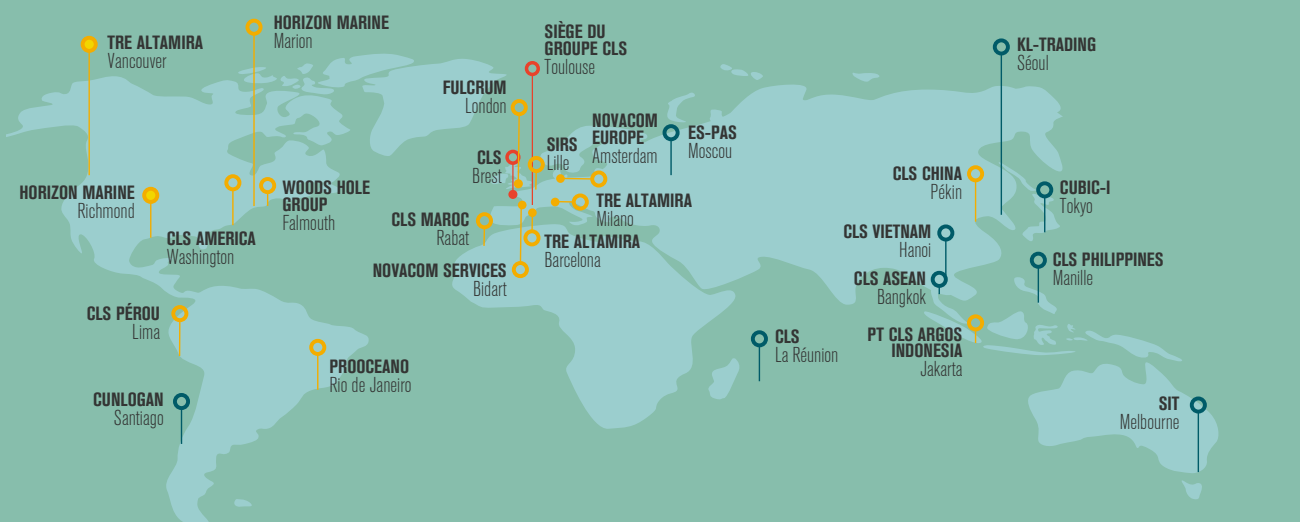 HORIZON MARINE
Marion
TRE ALTAMIRA
Vancouver
SIÈGE DU
GROUPE CLS
Toulouse
KL-TRADING
Séoul
FULCRUM
London
NOVACOM
EUROPE
Amsterdam
ES-PAS
Moscou
SIRS
Lille
CLS
Brest
CLS CHINA
Pékin
CUBIC-I
Tokyo
HORIZON MARINE
Richmond
WOODS HOLE
GROUP
Falmouth
TRE ALTAMIRA
Milano
CLS MAROC
Rabat
CLS AMERICA
Washington
TRE ALTAMIRA
Barcelona
CLS VIETNAM
Hanoi
CLS PHILIPPINES
Manille
NOVACOM SERVICES
Bidart
CLS ASEAN
Bangkok
CLS PÉROU
Lima
CLS
La Réunion
PT CLS ARGOS
INDONESIA
Jakarta
PROOCEANO
Rio de Janeiro
CUNLOGAN
Santiago
SIT
Melbourne